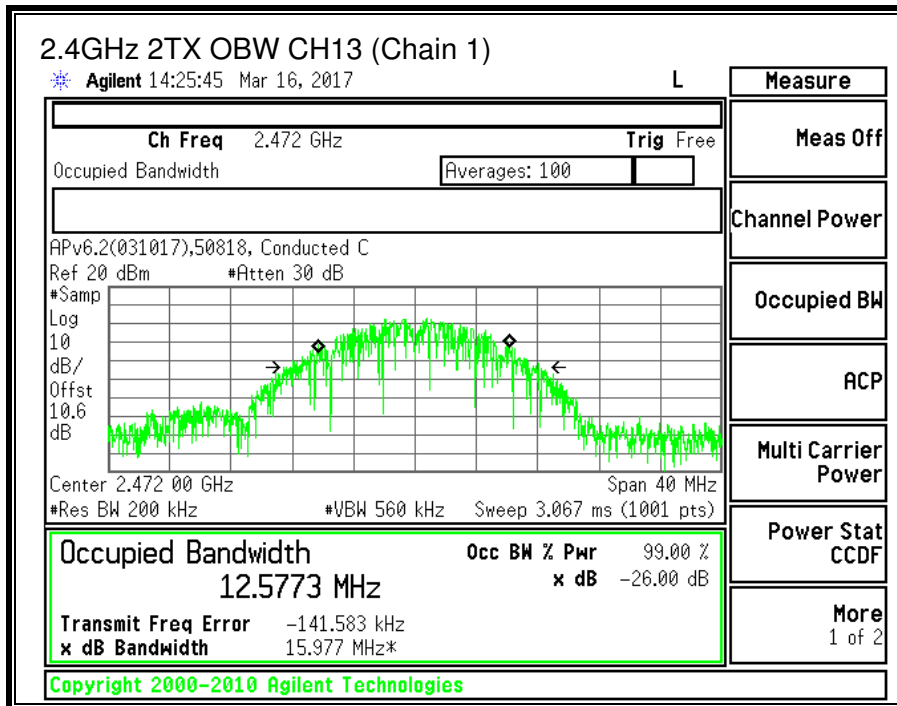 2.4GHz 2TX OBW CH13 (Chain 1)
Agilent 14:25:45 Mar 16, 2017 L
Measure
Ch Freq 2.472 GHz Trig Free
Meas Off
Occupied Bandwidth Averages: 100
Channel Power
APv6.2(031017),50818, Conducted C
Ref 20 dBm #Atten 30 dB
#Samp
Log
10
dB/
Offst
10.6
dB
Occupied BW
ACP
Multi Carrier
Power
Center 2.472 00 GHz Span 40 MHz
#Res BW 200 kHz #VBW 560 kHz Sweep 3.067 ms (1001 pts)
Power Stat
CCDF
Occupied Bandwidth Occ BW % Pwr 99.00 %
12.5773 MHz x dB -26.00 dB
Transmit Freq Error -141.583 kHz
x dB Bandwidth 15.977 MHz*
More
1 of 2
Copyright 2000-2010 Agilent Technologies